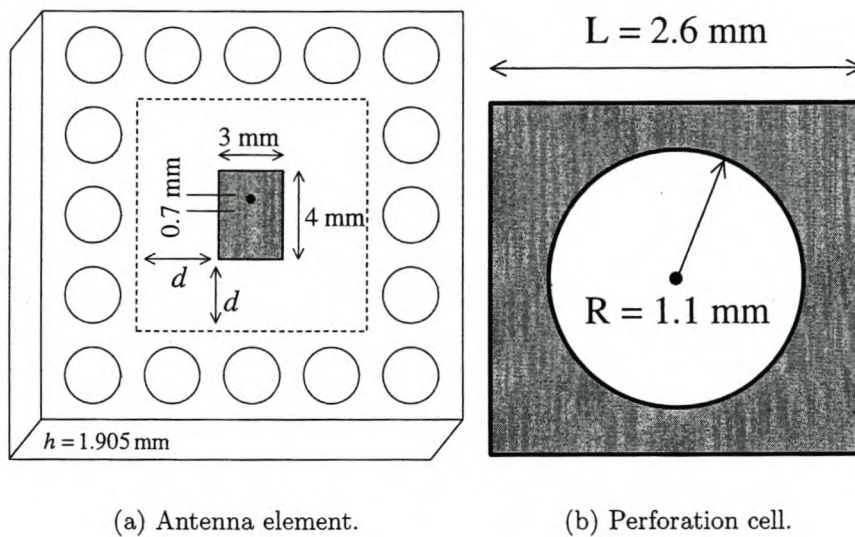 3 mm
0.7 mm
4 mm
d
d
h = 1.905 mm
(a) Antenna element.
L = 2.6 mm
R = 1.1 mm
(b) Perforation cell.